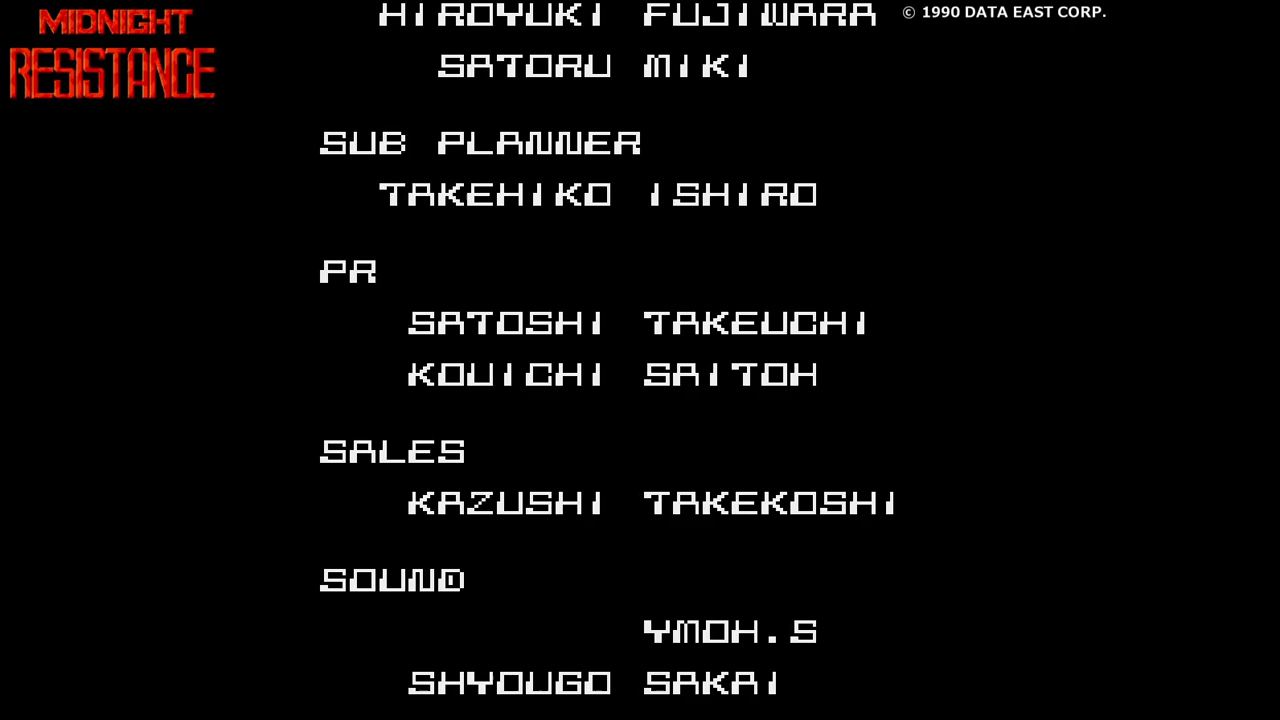 MIDNIGHT
RESISTANCE
© 1990 DATA EAST CORP.
HIROYUKI FUJIWARA
SATORU MIKI
SUB PLANNER
TAKEHIKO ISHIRO
PR
SATOSHI TAKEUCHI
KOUICHI SAITOH
SALES
KAZUSHI TAKEKOSHI
SOUND
YMOH.S
SHYOUGO SAKAI